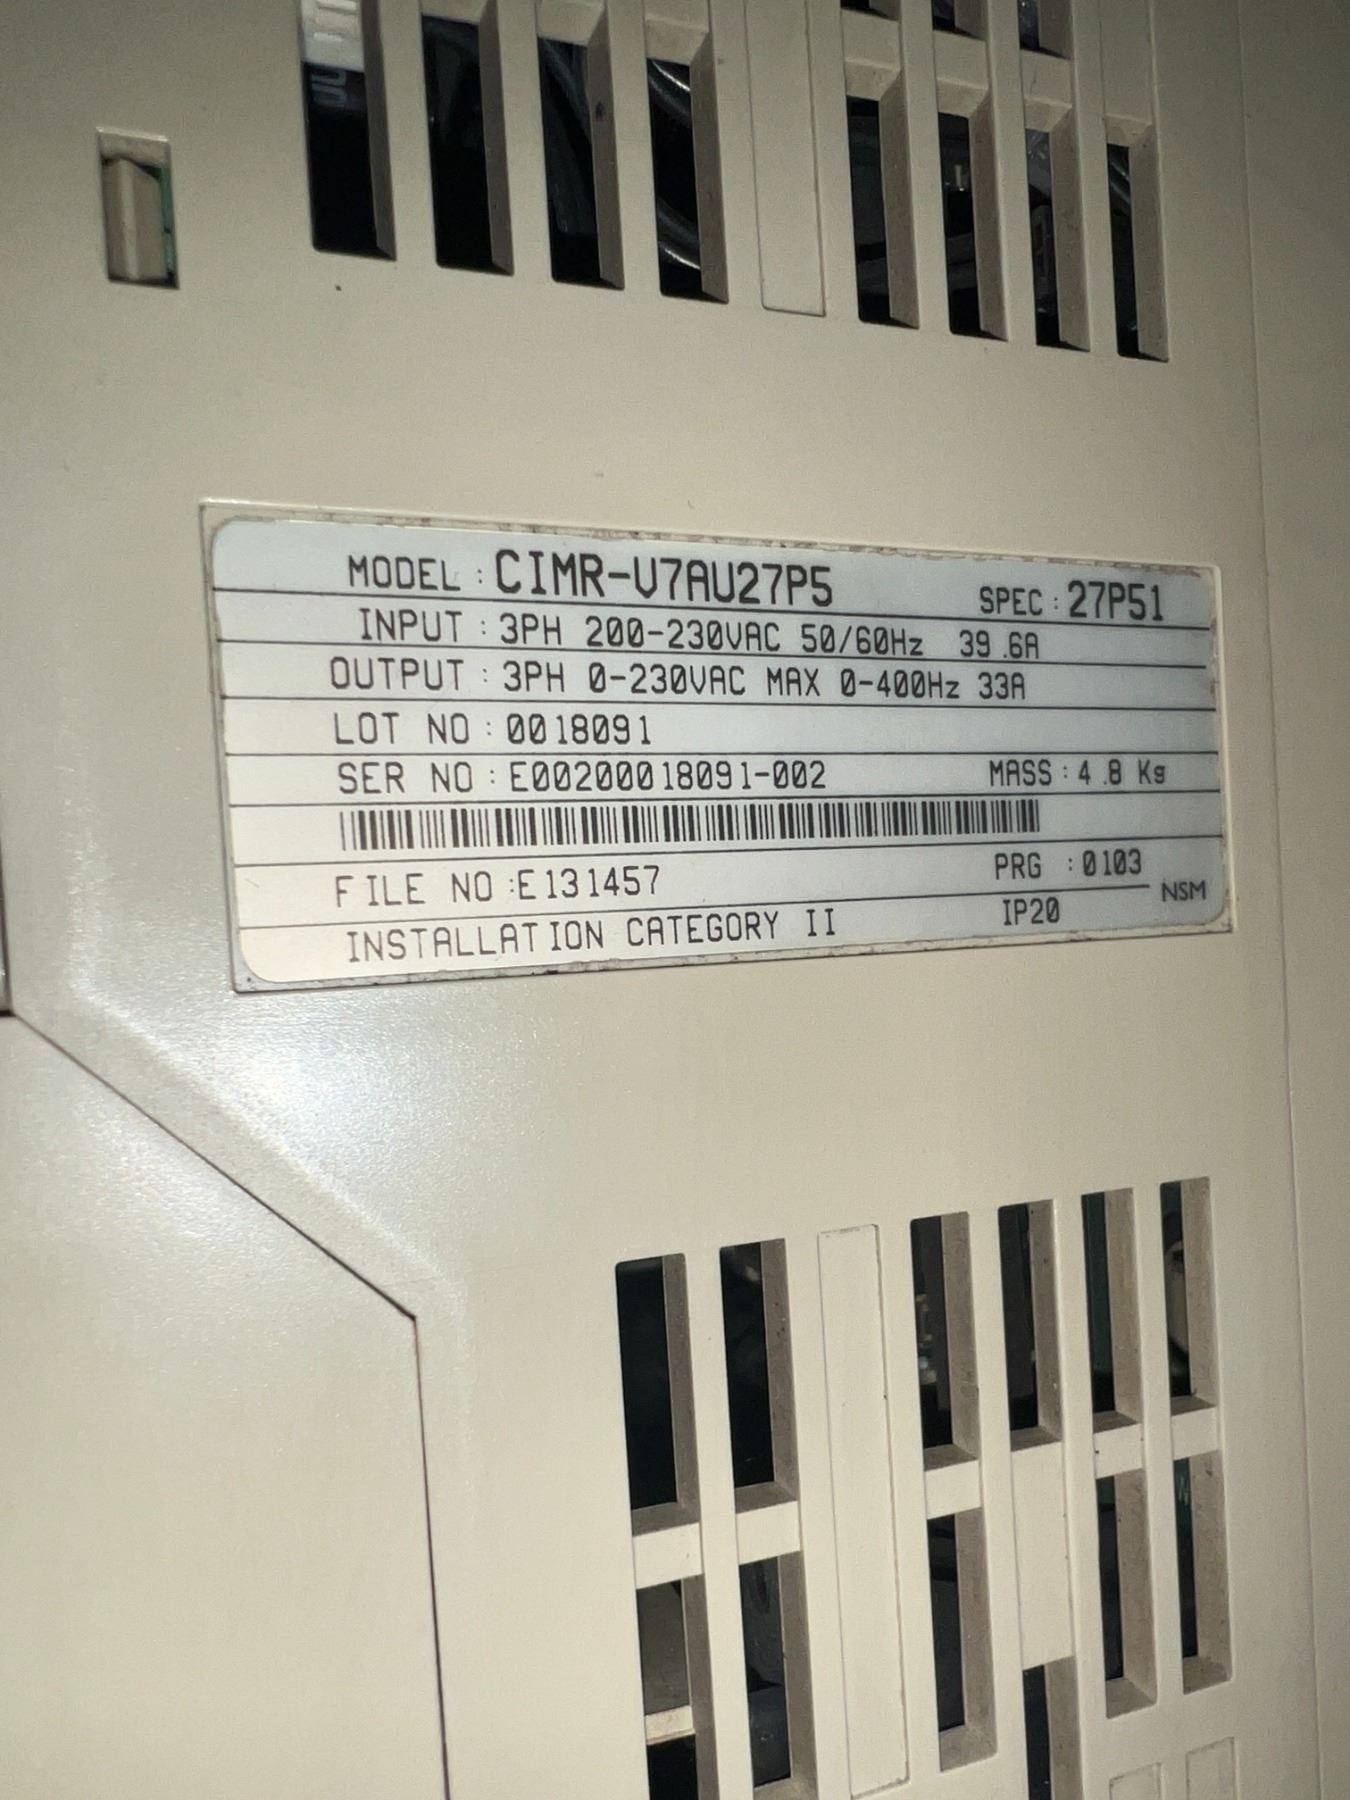 MODEL : CIMR-V7AU27P5 SPEC : 27P51
INPUT : 3PH 200-230VAC 50/60Hz 39.6A
OUTPUT : 3PH 0-230VAC MAX 0-400Hz 33A
LOT NO : 0018091
SER NO : E00200018091-002 MASS : 4.8 Kg
FILE NO : E131457 PRG : 0103
INSTALLATION CATEGORY II IP20 NSM